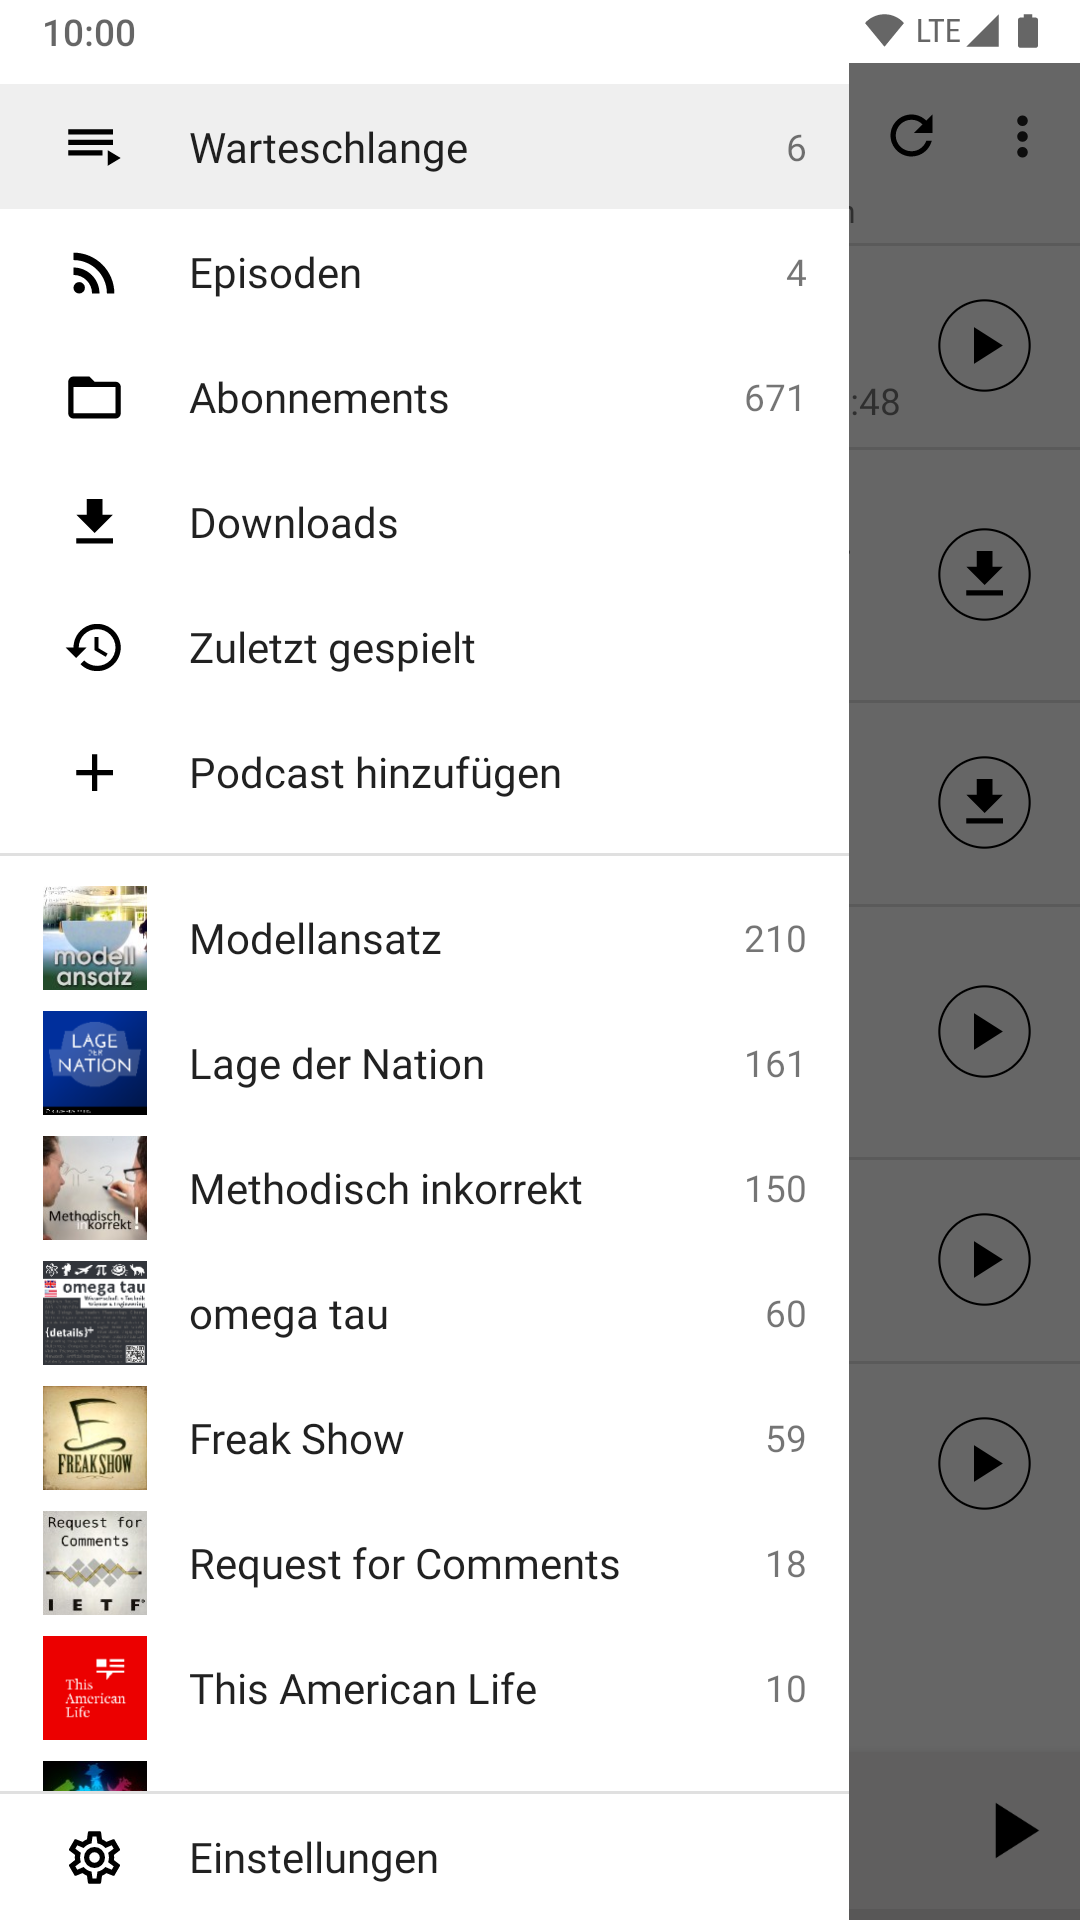 10:00
LTE
Warteschlange 6
Episoden 4
Abonnements 671
:48
Downloads
Zuletzt gespielt
Podcast hinzufügen
modell
ansatz
Modellansatz 210
LAGE
DER
NATION
Lage der Nation 161
π=3
Methodisch
inkorrekt!
Methodisch inkorrekt 150
omega tau
{details}+
omega tau 60
FREAK SHOW
Freak Show 59
Request for
Comments
I E T F
Request for Comments 18
This
American
Life
This American Life 10
Einstellungen